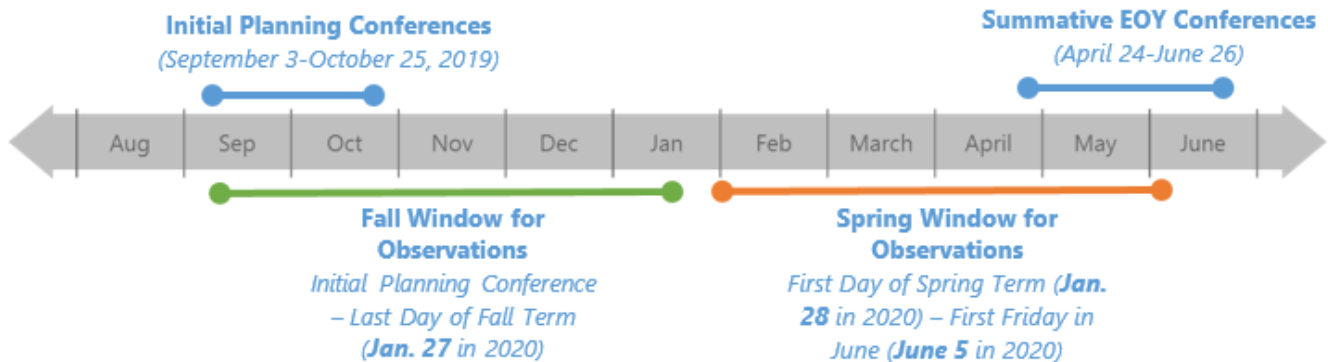 Initial Planning Conferences
(September 3-October 25, 2019)
Summative EOY Conferences
(April 24-June 26)
Aug Sep Oct Nov Dec Jan Feb March April May June
Fall Window for
Observations
Initial Planning Conference
– Last Day of Fall Term
(Jan. 27 in 2020)
Spring Window for
Observations
First Day of Spring Term (Jan.
28 in 2020) – First Friday in
June (June 5 in 2020)